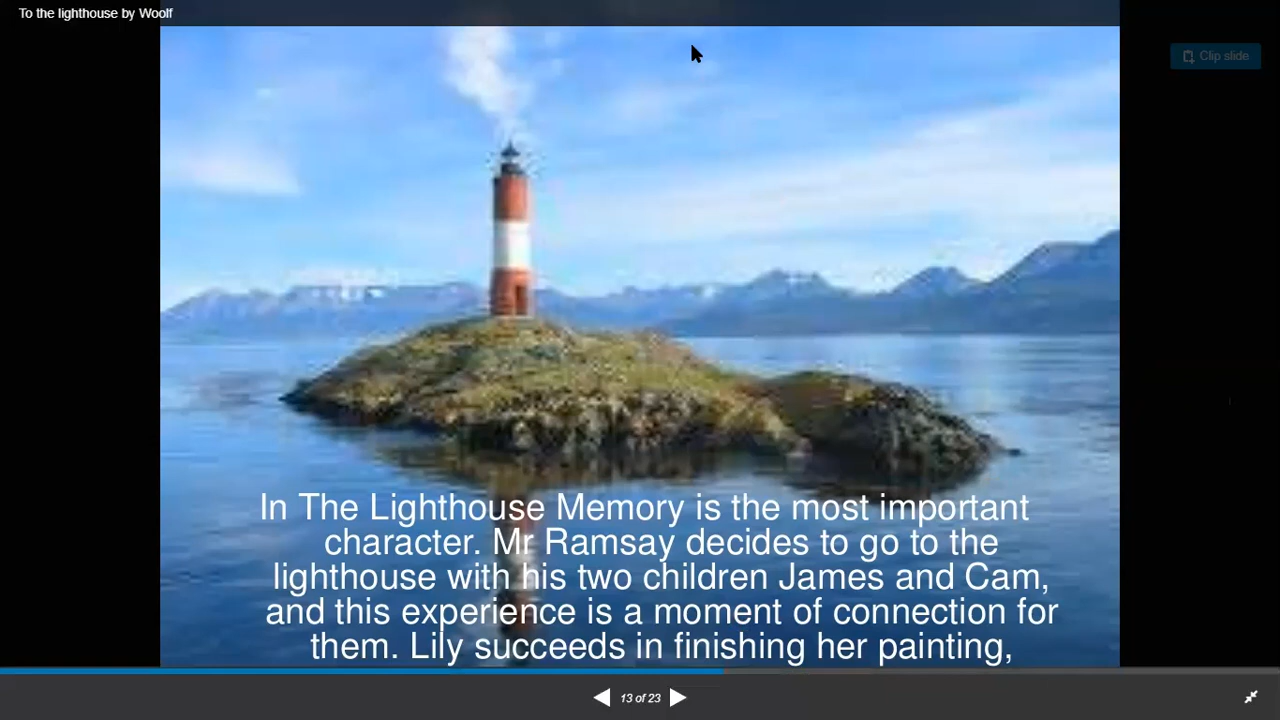 To the lighthouse by Woolf
Clip slide
In The Lighthouse Memory is the most important
character. Mr Ramsay decides to go to the
lighthouse with his two children James and Cam,
and this experience is a moment of connection for
them. Lily succeeds in finishing her painting,
13 of 23